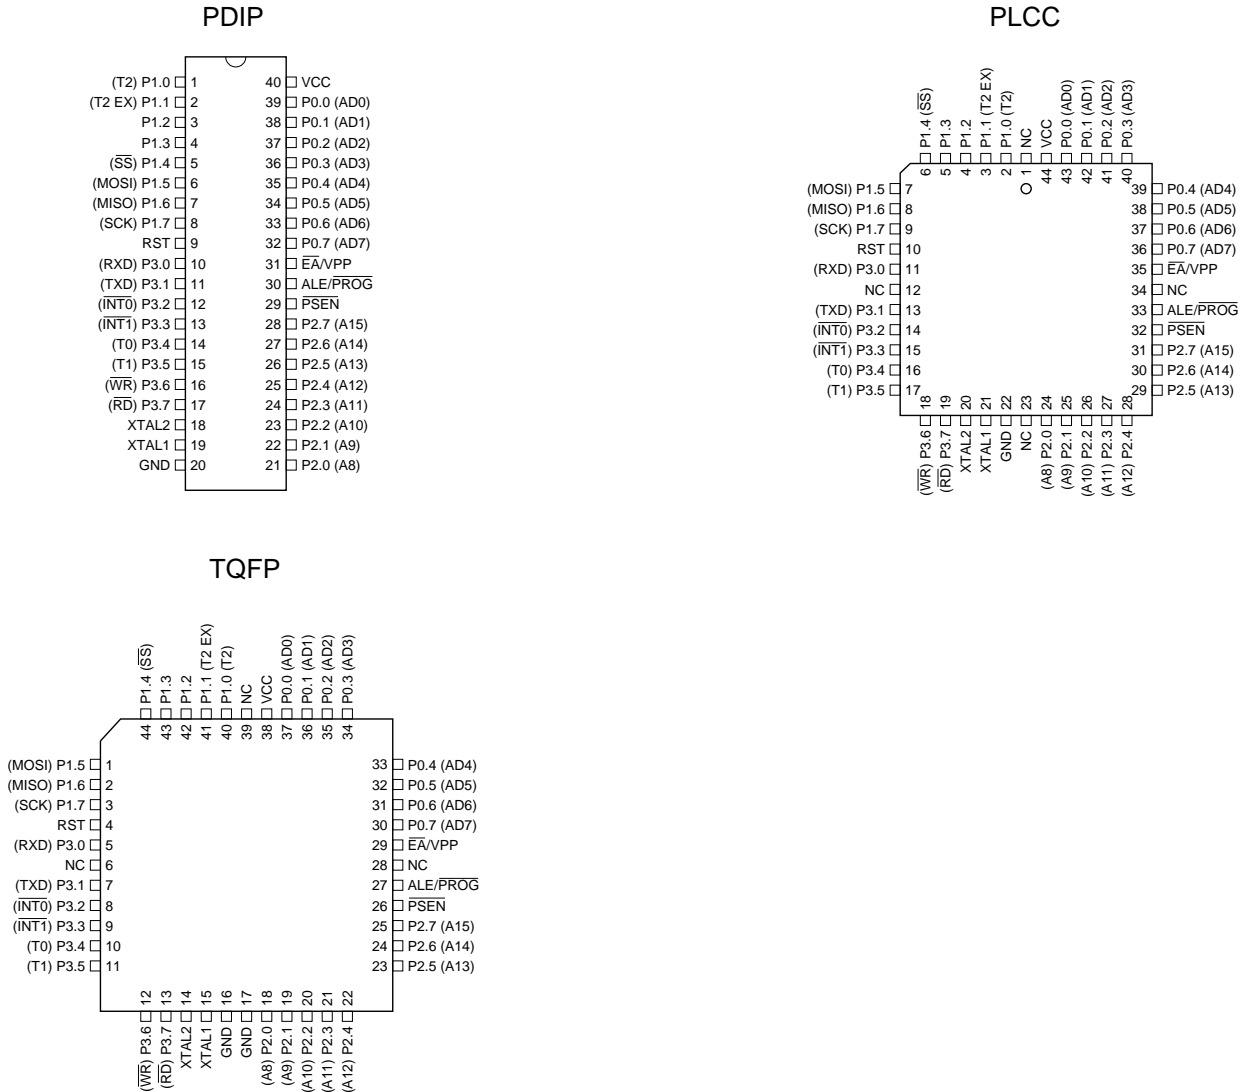 PDIP
(T2) P1.0 1 40 VCC
(T2 EX) P1.1 2 39 P0.0 (AD0)
P1.2 3 38 P0.1 (AD1)
P1.3 4 37 P0.2 (AD2)
(SS) P1.4 5 36 P0.3 (AD3)
(MOSI) P1.5 6 35 P0.4 (AD4)
(MISO) P1.6 7 34 P0.5 (AD5)
(SCK) P1.7 8 33 P0.6 (AD6)
RST 9 32 P0.7 (AD7)
(RXD) P3.0 10 31 EA/VPP
(TXD) P3.1 11 30 ALE/PROG
(INT0) P3.2 12 29 PSEN
(INT1) P3.3 13 28 P2.7 (A15)
(T0) P3.4 14 27 P2.6 (A14)
(T1) P3.5 15 26 P2.5 (A13)
(WR) P3.6 16 25 P2.4 (A12)
(RD) P3.7 17 24 P2.3 (A11)
XTAL2 18 23 P2.2 (A10)
XTAL1 19 22 P2.1 (A9)
GND 20 21 P2.0 (A8)
PLCC
6 P1.4 (SS)
5 P1.3
4 P1.2
3 P1.1 (T2 EX)
2 P1.0 (T2)
1 NC
44 VCC
43 P0.0 (AD0)
42 P0.1 (AD1)
41 P0.2 (AD2)
40 P0.3 (AD3)
(MOSI) P1.5 7 39 P0.4 (AD4)
(MISO) P1.6 8 38 P0.5 (AD5)
(SCK) P1.7 9 37 P0.6 (AD6)
RST 10 36 P0.7 (AD7)
(RXD) P3.0 11 35 EA/VPP
NC 12 34 NC
(TXD) P3.1 13 33 ALE/PROG
(INT0) P3.2 14 32 PSEN
(INT1) P3.3 15 31 P2.7 (A15)
(T0) P3.4 16 30 P2.6 (A14)
(T1) P3.5 17 29 P2.5 (A13)
(WR) P3.6 18
(RD) P3.7 19
XTAL2 20
XTAL1 21
GND 22
NC 23
(A8) P2.0 24
(A9) P2.1 25
(A10) P2.2 26
(A11) P2.3 27
(A12) P2.4 28
TQFP
44 P1.4 (SS)
43 P1.3
42 P1.2
41 P1.1 (T2 EX)
40 P1.0 (T2)
39 NC
38 VCC
37 P0.0 (AD0)
36 P0.1 (AD1)
35 P0.2 (AD2)
34 P0.3 (AD3)
(MOSI) P1.5 1 33 P0.4 (AD4)
(MISO) P1.6 2 32 P0.5 (AD5)
(SCK) P1.7 3 31 P0.6 (AD6)
RST 4 30 P0.7 (AD7)
(RXD) P3.0 5 29 EA/VPP
NC 6 28 NC
(TXD) P3.1 7 27 ALE/PROG
(INT0) P3.2 8 26 PSEN
(INT1) P3.3 9 25 P2.7 (A15)
(T0) P3.4 10 24 P2.6 (A14)
(T1) P3.5 11 23 P2.5 (A13)
(WR) P3.6 12
(RD) P3.7 13
XTAL2 14
XTAL1 15
GND 16
GND 17
(A8) P2.0 18
(A9) P2.1 19
(A10) P2.2 20
(A11) P2.3 21
(A12) P2.4 22